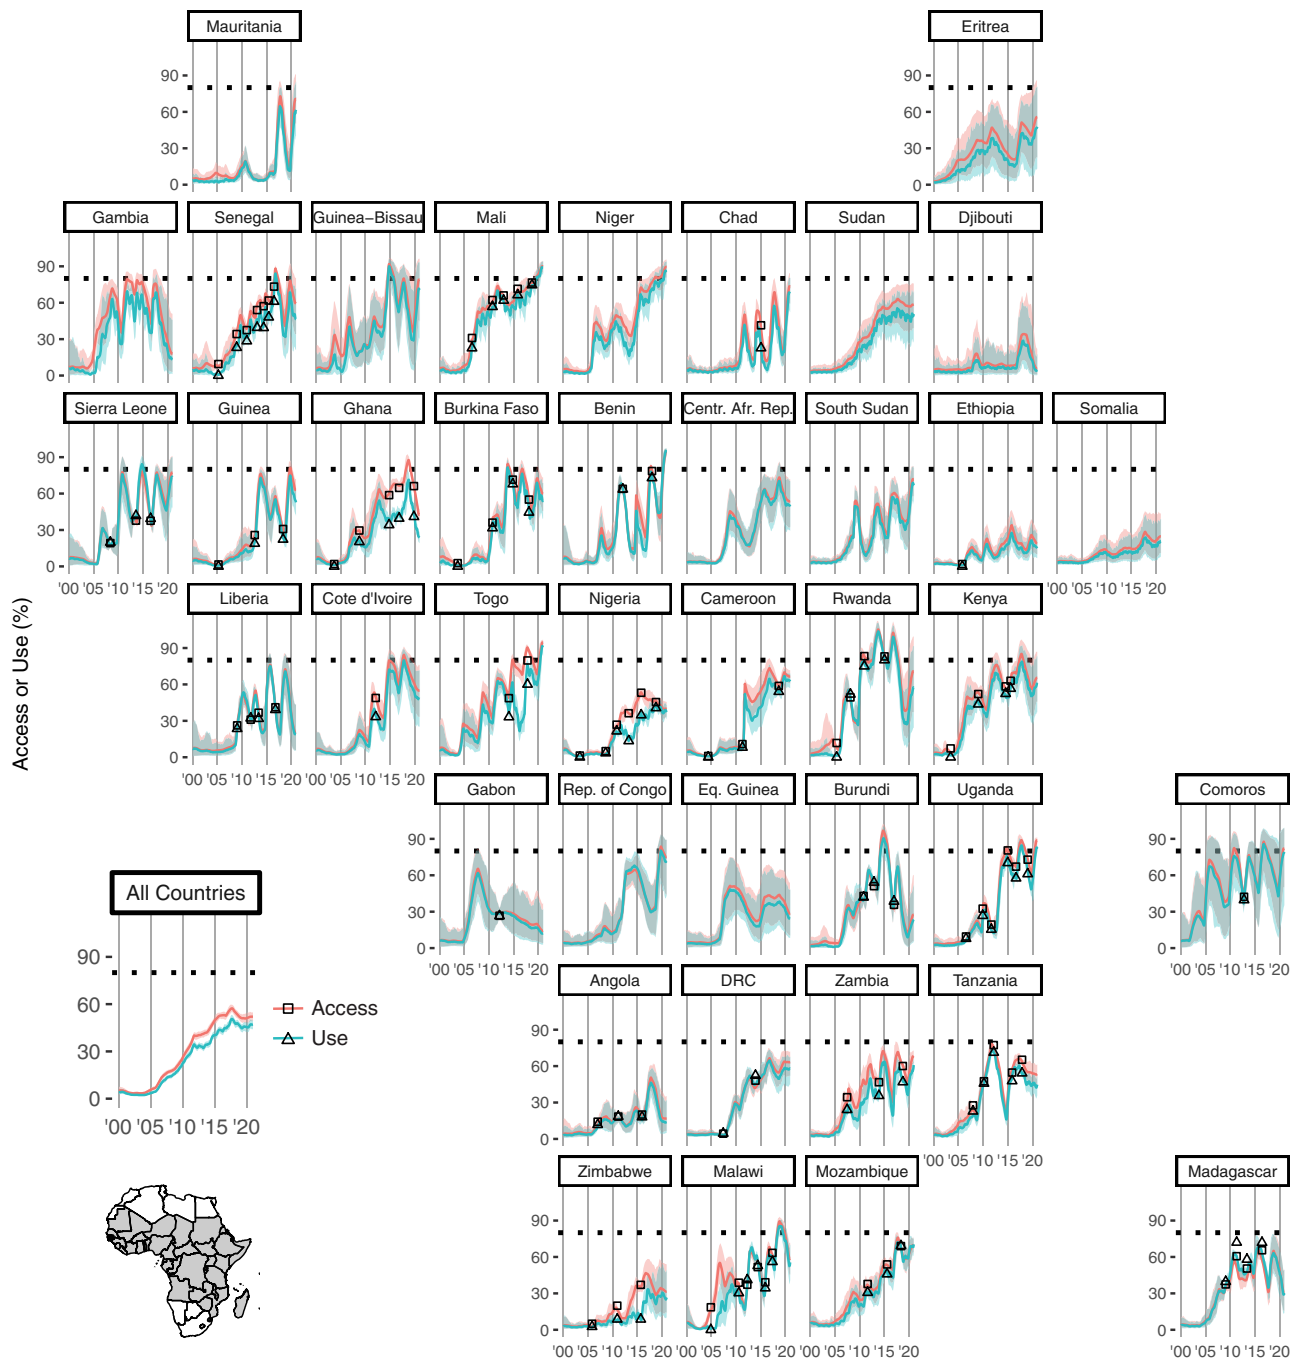 Mauritania
Eritrea
90
60
30
0
90
60
30
0
Gambia
Senegal
Guinea−Bissau
Mali
Niger
Chad
Sudan
Djibouti
90
60
30
0
Sierra Leone
Guinea
Ghana
Burkina Faso
Benin
Centr. Afr. Rep.
South Sudan
Ethiopia
Somalia
90
60
30
0
'00 '05 '10 '15 '20
'00 '05 '10 '15 '20
Liberia
Cote d'Ivoire
Togo
Nigeria
Cameroon
Rwanda
Kenya
90
60
30
0
'00 '05 '10 '15 '20
'00 '05 '10 '15 '20
Access or Use (%)
Gabon
Rep. of Congo
Eq. Guinea
Burundi
Uganda
Comoros
90
60
30
0
90
60
30
0
'00 '05 '10 '15 '20
'00 '05 '10 '15 '20
All Countries
90
60
30
0
'00 '05 '10 '15 '20
Access
Use
Angola
DRC
Zambia
Tanzania
90
60
30
0
'00 '05 '10 '15 '20
Zimbabwe
Malawi
Mozambique
Madagascar
90
60
30
0
90
60
30
0
'00 '05 '10 '15 '20
'00 '05 '10 '15 '20
'00 '05 '10 '15 '20
'00 '05 '10 '15 '20